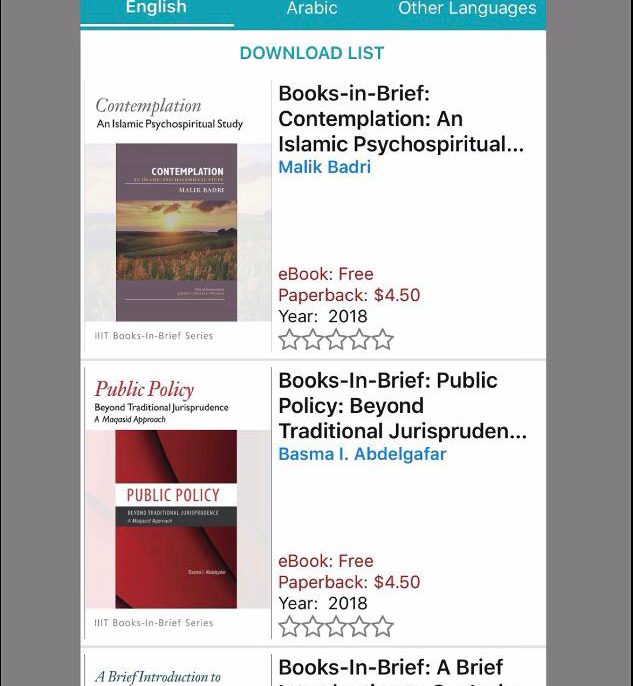 English
Arabic
Other Languages
DOWNLOAD LIST
Contemplation
An Islamic Psychospiritual Study
CONTEMPLATION
AN ISLAMIC PSYCHOSPIRITUAL STUDY
MALIK BADRI
IIIT Books-In-Brief Series
Books-in-Brief:
Contemplation: An
Islamic Psychospiritual...
Malik Badri
eBook: Free
Paperback: $4.50
Year: 2018
Public Policy
Beyond Traditional Jurisprudence
A Maqasid Approach
PUBLIC POLICY
BEYOND TRADITIONAL JURISPRUDENCE
A Maqasid Approach
Basma I. Abdelgafar
IIIT Books-In-Brief Series
Books-In-Brief: Public
Policy: Beyond
Traditional Jurispruden...
Basma I. Abdelgafar
eBook: Free
Paperback: $4.50
Year: 2018
A Brief Introduction to
Books-In-Brief: A Brief